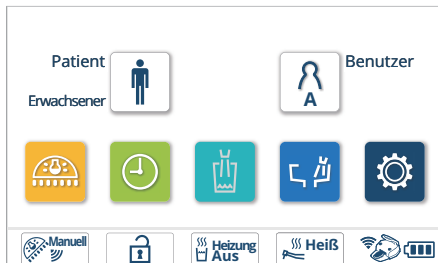 Patient
Erwachsener
Benutzer
A
Manuell
Heizung
Aus
Heiß